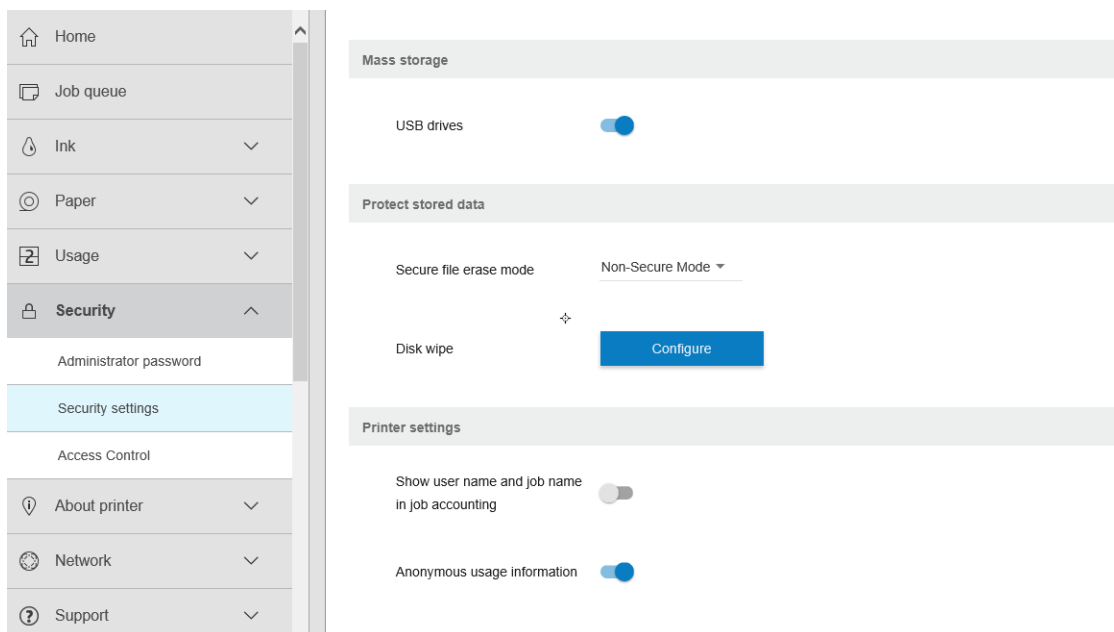 Home
Job queue
Ink
Paper
Usage
Security
Administrator password
Security settings
Access Control
About printer
Network
Support
Mass storage
USB drives
Protect stored data
Secure file erase mode
Non-Secure Mode
Disk wipe
Configure
Printer settings
Show user name and job name
in job accounting
Anonymous usage information